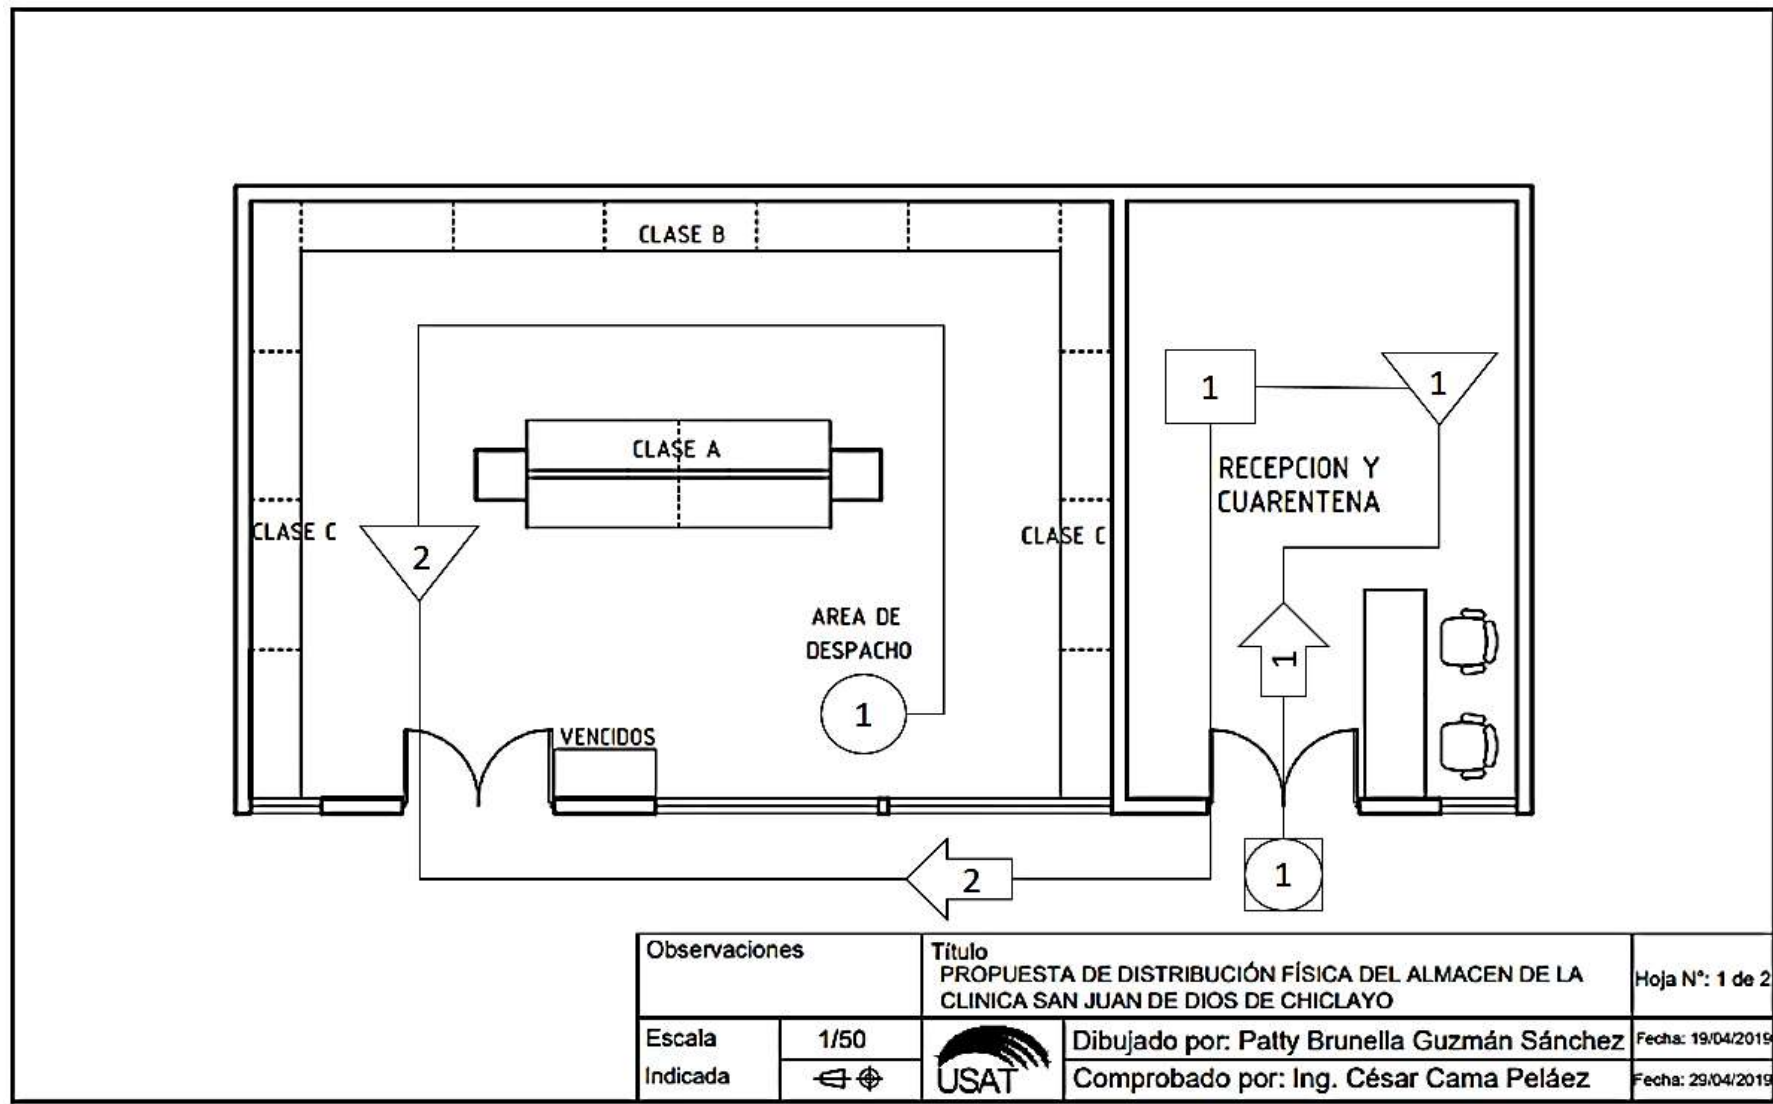 CLASE B
CLASE A
CLASE C
CLASE C
2
AREA DE
DESPACHO
1
VENCIDOS
1
1
RECEPCION Y
CUARENTENA
1
2
1
Observaciones
Título
PROPUESTA DE DISTRIBUCIÓN FÍSICA DEL ALMACEN DE LA
CLINICA SAN JUAN DE DIOS DE CHICLAYO
Hoja N°: 1 de 2
Escala
Indicada
1/50
USAT
Dibujado por: Patty Brunella Guzmán Sánchez
Fecha: 19/04/2019
Comprobado por: Ing. César Cama Peláez
Fecha: 29/04/2019